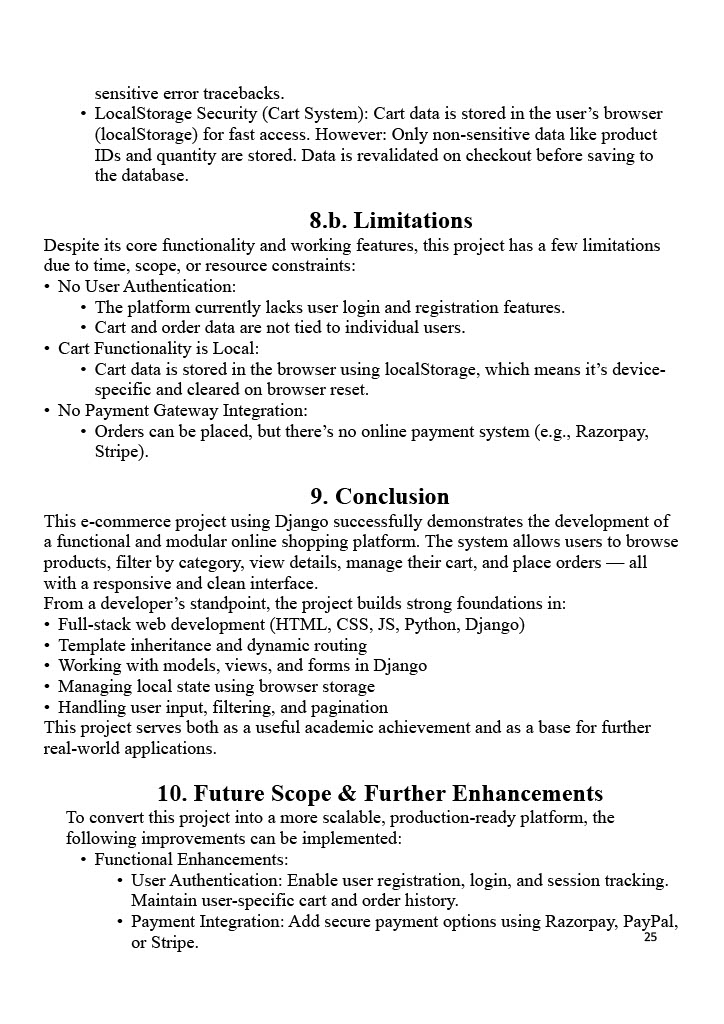 sensitive error tracebacks.
• LocalStorage Security (Cart System): Cart data is stored in the user’s browser
(localStorage) for fast access. However: Only non-sensitive data like product
IDs and quantity are stored. Data is revalidated on checkout before saving to
the database.
8.b. Limitations
Despite its core functionality and working features, this project has a few limitations
due to time, scope, or resource constraints:
• No User Authentication:
• The platform currently lacks user login and registration features.
• Cart and order data are not tied to individual users.
• Cart Functionality is Local:
• Cart data is stored in the browser using localStorage, which means it’s device-
specific and cleared on browser reset.
• No Payment Gateway Integration:
• Orders can be placed, but there’s no online payment system (e.g., Razorpay,
Stripe).
9. Conclusion
This e-commerce project using Django successfully demonstrates the development of
a functional and modular online shopping platform. The system allows users to browse
products, filter by category, view details, manage their cart, and place orders — all
with a responsive and clean interface.
From a developer’s standpoint, the project builds strong foundations in:
• Full-stack web development (HTML, CSS, JS, Python, Django)
• Template inheritance and dynamic routing
• Working with models, views, and forms in Django
• Managing local state using browser storage
• Handling user input, filtering, and pagination
This project serves both as a useful academic achievement and as a base for further
real-world applications.
10. Future Scope & Further Enhancements
To convert this project into a more scalable, production-ready platform, the
following improvements can be implemented:
• Functional Enhancements:
• User Authentication: Enable user registration, login, and session tracking.
Maintain user-specific cart and order history.
• Payment Integration: Add secure payment options using Razorpay, PayPal,
or Stripe.
25